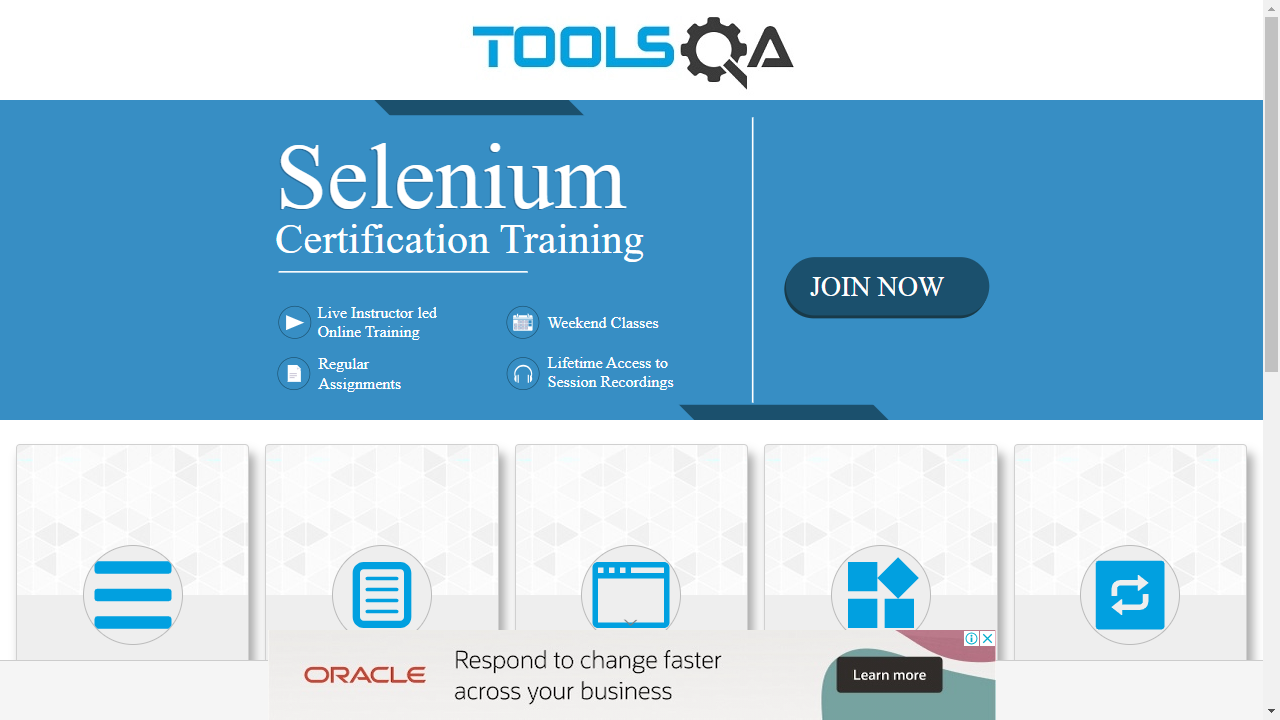 TOOLSQA
Selenium
Certification Training
JOIN NOW
Live Instructor led
Online Training
Weekend Classes
Regular
Assignments
Lifetime Access to
Session Recordings
ORACLE
Respond to change faster
across your business
Learn more